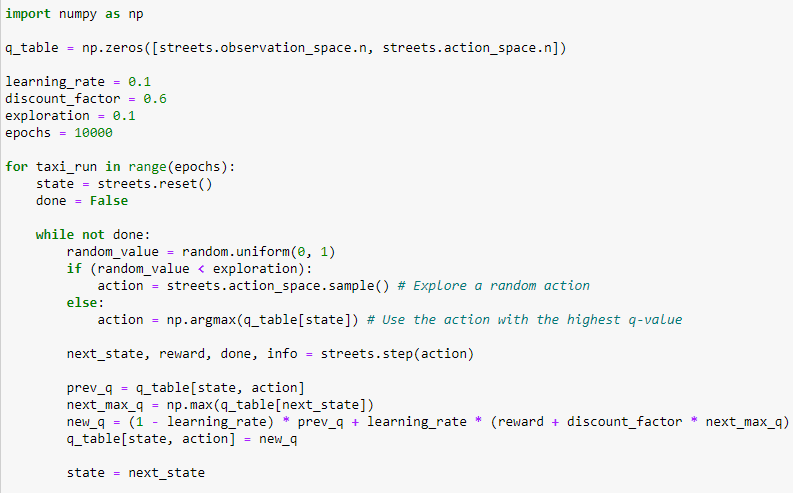 import numpy as np
q_table = np.zeros([streets.observation_space.n, streets.action_space.n])
learning_rate = 0.1
discount_factor = 0.6
exploration = 0.1
epochs = 10000
for taxi_run in range(epochs):
    state = streets.reset()
    done = False
    while not done:
        random_value = random.uniform(0, 1)
        if (random_value < exploration):
            action = streets.action_space.sample() # Explore a random action
        else:
            action = np.argmax(q_table[state]) # Use the action with the highest q-value
        next_state, reward, done, info = streets.step(action)
        prev_q = q_table[state, action]
        next_max_q = np.max(q_table[next_state])
        new_q = (1 - learning_rate) * prev_q + learning_rate * (reward + discount_factor * next_max_q)
        q_table[state, action] = new_q
        state = next_state